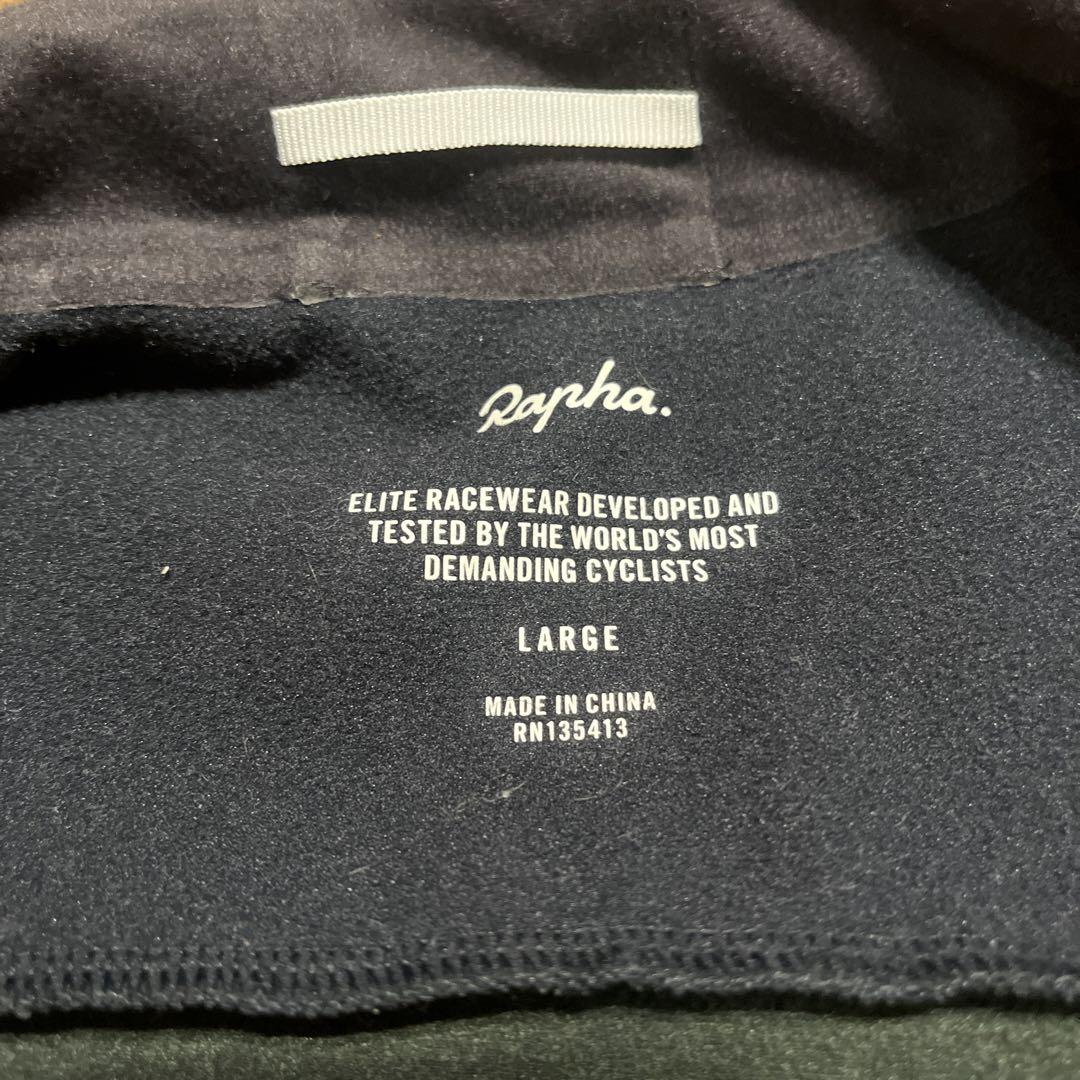 Rapha.
ELITE RACEWEAR DEVELOPED AND
TESTED BY THE WORLD'S MOST
DEMANDING CYCLISTS
LARGE
MADE IN CHINA
RN135413